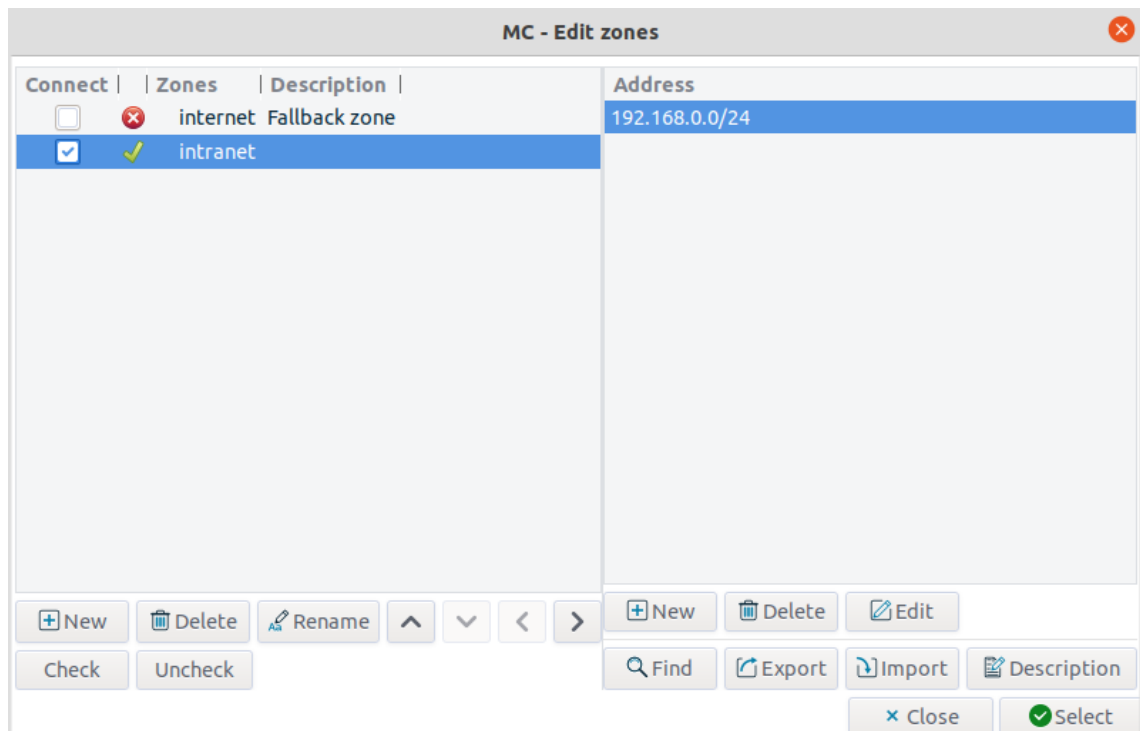 MC - Edit zones
Connect Zones Description
internet Fallback zone
intranet
Address
192.168.0.0/24
New Delete Rename
Check Uncheck
New Delete Edit
Find Export Import Description
Close Select